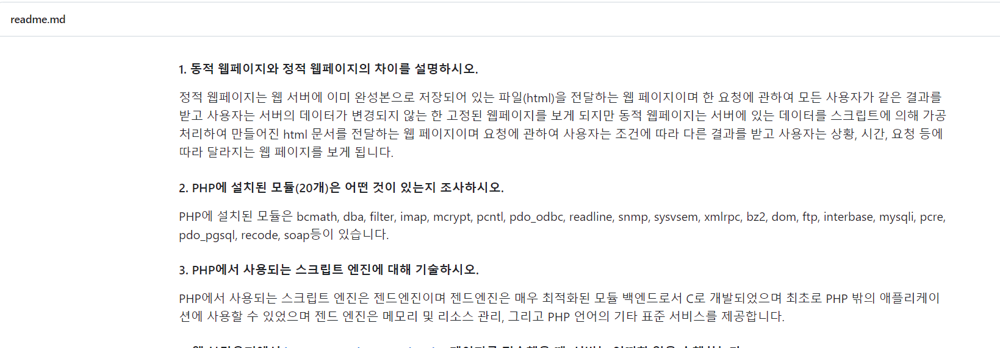 readme.md
1. 동적 웹페이지와 정적 웹페이지의 차이를 설명하시오.
정적 웹페이지는 웹 서버에 이미 완성본으로 저장되어 있는 파일(html)을 전달하는 웹 페이지이며 한 요청에 관하여 모든 사용자가 같은 결과를
받고 사용자는 서버의 데이터가 변경되지 않는 한 고정된 웹페이지를 보게 되지만 동적 웹페이지는 서버에 있는 데이터를 스크립트에 의해 가공
처리하여 만들어진 html 문서를 전달하는 웹 페이지이며 요청에 관하여 사용자는 조건에 따라 다른 결과를 받고 사용자는 상황, 시간, 요청 등에
따라 달라지는 웹 페이지를 보게 됩니다.
2. PHP에 설치된 모듈(20개)은 어떤 것이 있는지 조사하시오.
PHP에 설치된 모듈은 bcmath, dba, filter, imap, mcrypt, pcntl, pdo_odbc, readline, snmp, sysvsem, xmlrpc, bz2, dom, ftp, interbase, mysqli, pcre,
pdo_pgsql, recode, soap등이 있습니다.
3. PHP에서 사용되는 스크립트 엔진에 대해 기술하시오.
PHP에서 사용되는 스크립트 엔진은 젠드엔진이며 젠드엔진은 매우 최적화된 모듈 백엔드로서 C로 개발되었으며 최초로 PHP 밖의 애플리케이
션에 사용할 수 있었으며 젠드 엔진은 메모리 및 리소스 관리, 그리고 PHP 언어의 기타 표준 서비스를 제공합니다.